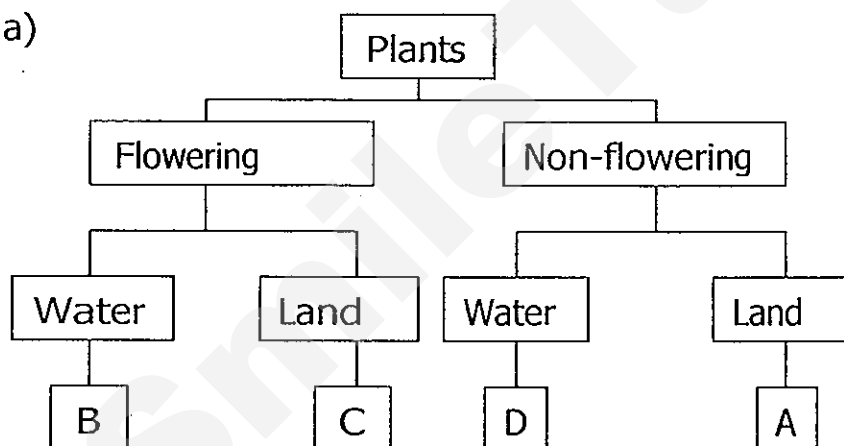 a)
Plants
Flowering Non-flowering
Water Land Water Land
B C D A